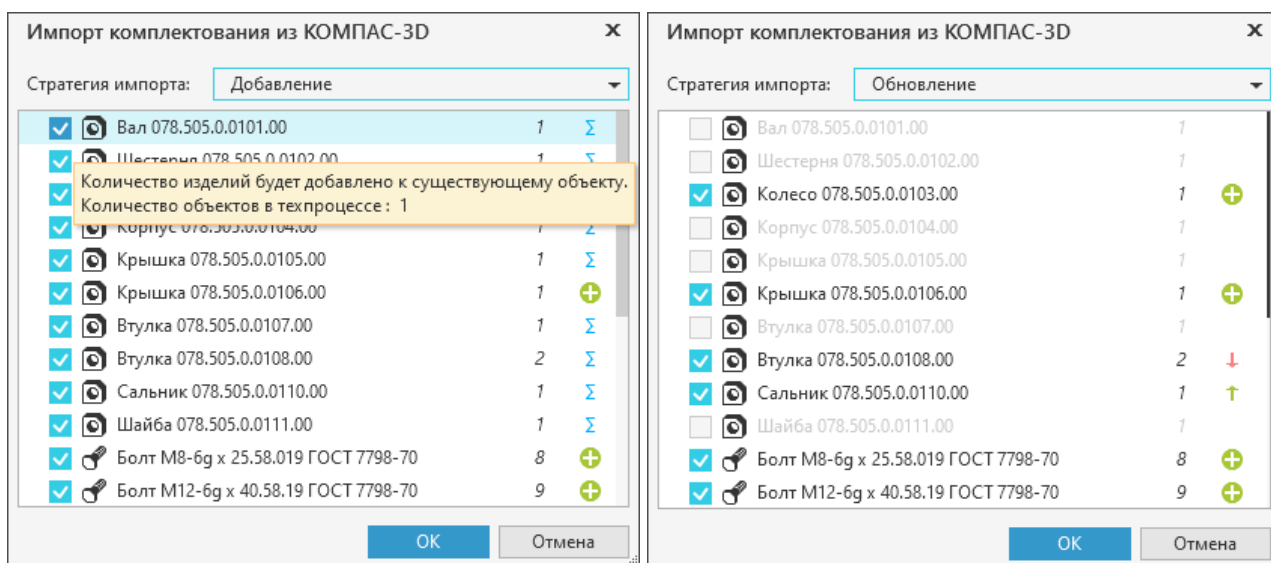 Импорт комплектования из КОМПАС-3D
Стратегия импорта: Добавление
Вал 078.505.0.0101.00 1 Σ
Шестерня 078.505.0.0102.00 1 Σ
Количество изделий будет добавлено к существующему объекту.
Количество объектов в техпроцессе : 1
Корпус 078.505.0.0104.00 1 Σ
Крышка 078.505.0.0105.00 1 Σ
Крышка 078.505.0.0106.00 1
Втулка 078.505.0.0107.00 1 Σ
Втулка 078.505.0.0108.00 2 Σ
Сальник 078.505.0.0110.00 1 Σ
Шайба 078.505.0.0111.00 1 Σ
Болт М8-6g x 25.58.019 ГОСТ 7798-70 8
Болт М12-6g x 40.58.19 ГОСТ 7798-70 9
ОК Отмена
Импорт комплектования из КОМПАС-3D
Стратегия импорта: Обновление
Вал 078.505.0.0101.00 1
Шестерня 078.505.0.0102.00 1
Колесо 078.505.0.0103.00 1
Корпус 078.505.0.0104.00 1
Крышка 078.505.0.0105.00 1
Крышка 078.505.0.0106.00 1
Втулка 078.505.0.0107.00 1
Втулка 078.505.0.0108.00 2
Сальник 078.505.0.0110.00 1
Шайба 078.505.0.0111.00 1
Болт М8-6g x 25.58.019 ГОСТ 7798-70 8
Болт М12-6g x 40.58.19 ГОСТ 7798-70 9
ОК Отмена